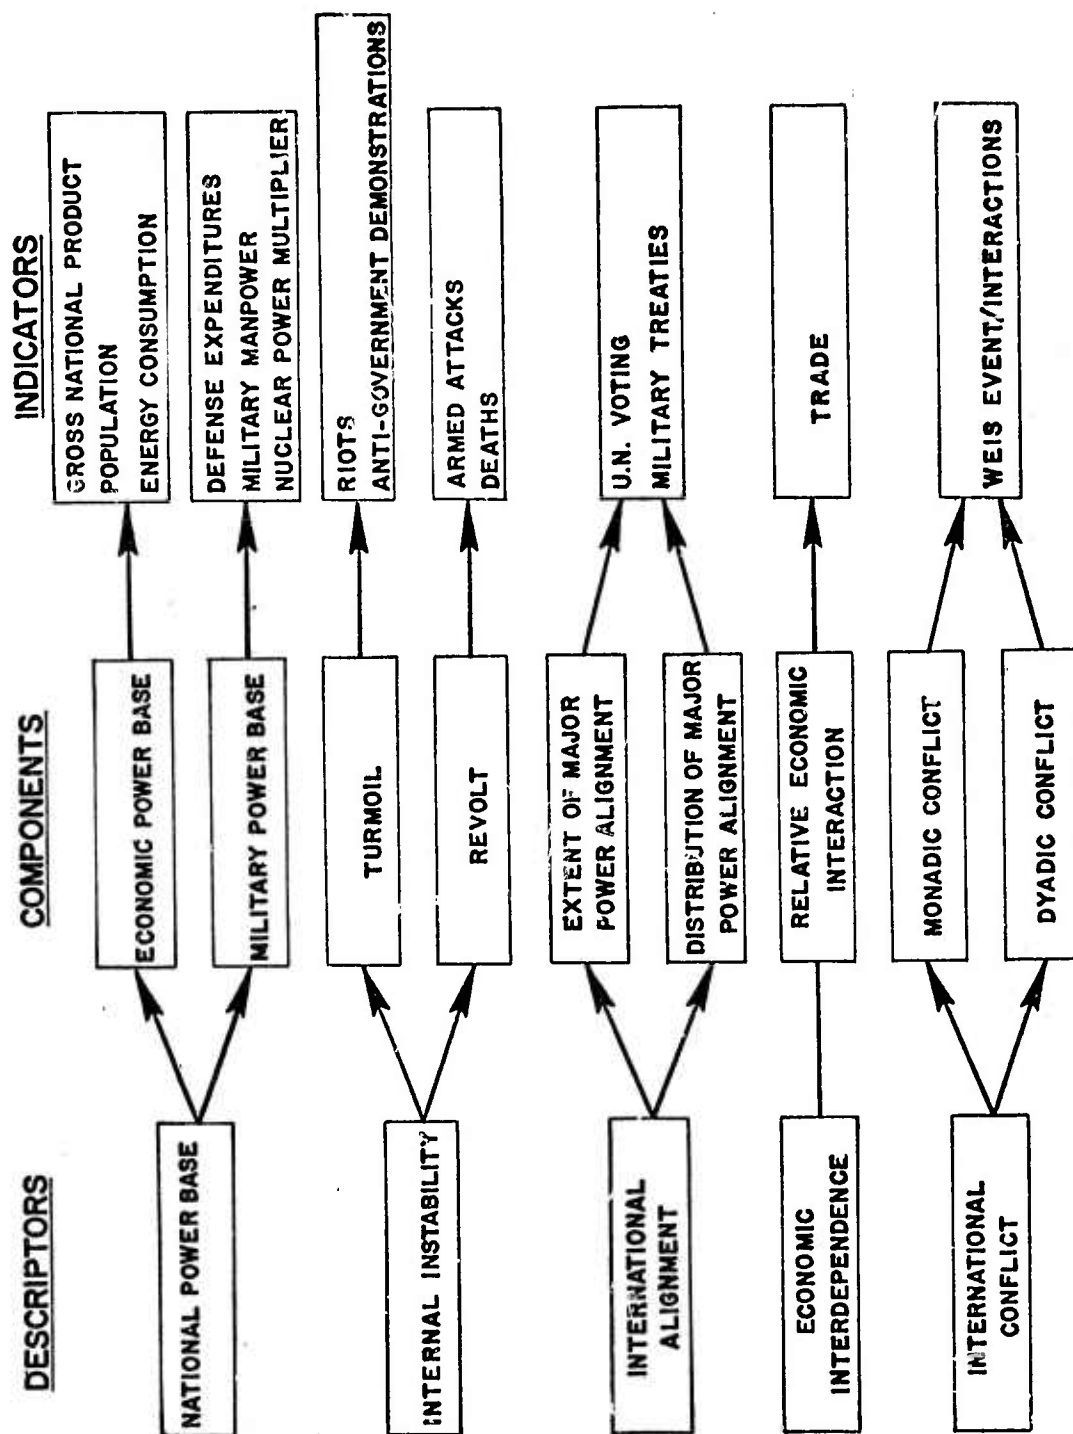 DESCRIPTORS
COMPONENTS
INDICATORS
NATIONAL POWER BASE
ECONOMIC POWER BASE
GROSS NATIONAL PRODUCT
POPULATION
ENERGY CONSUMPTION
MILITARY POWER BASE
DEFENSE EXPENDITURES
MILITARY MANPOWER
NUCLEAR POWER MULTIPLIER
INTERNAL INSTABILITY
TURMOIL
RIOTS
ANTI-GOVERNMENT DEMONSTRATIONS
REVOLT
ARMED ATTACKS
DEATHS
INTERNATIONAL
ALIGNMENT
EXTENT OF MAJOR
POWER ALIGNMENT
DISTRIBUTION OF MAJOR
POWER ALIGNMENT
U.N. VOTING
MILITARY TREATIES
ECONOMIC
INTERDEPENDENCE
RELATIVE ECONOMIC
INTERACTION
TRADE
INTERNATIONAL
CONFLICT
MONADIC CONFLICT
DYADIC CONFLICT
WEIS EVENT/INTERACTIONS